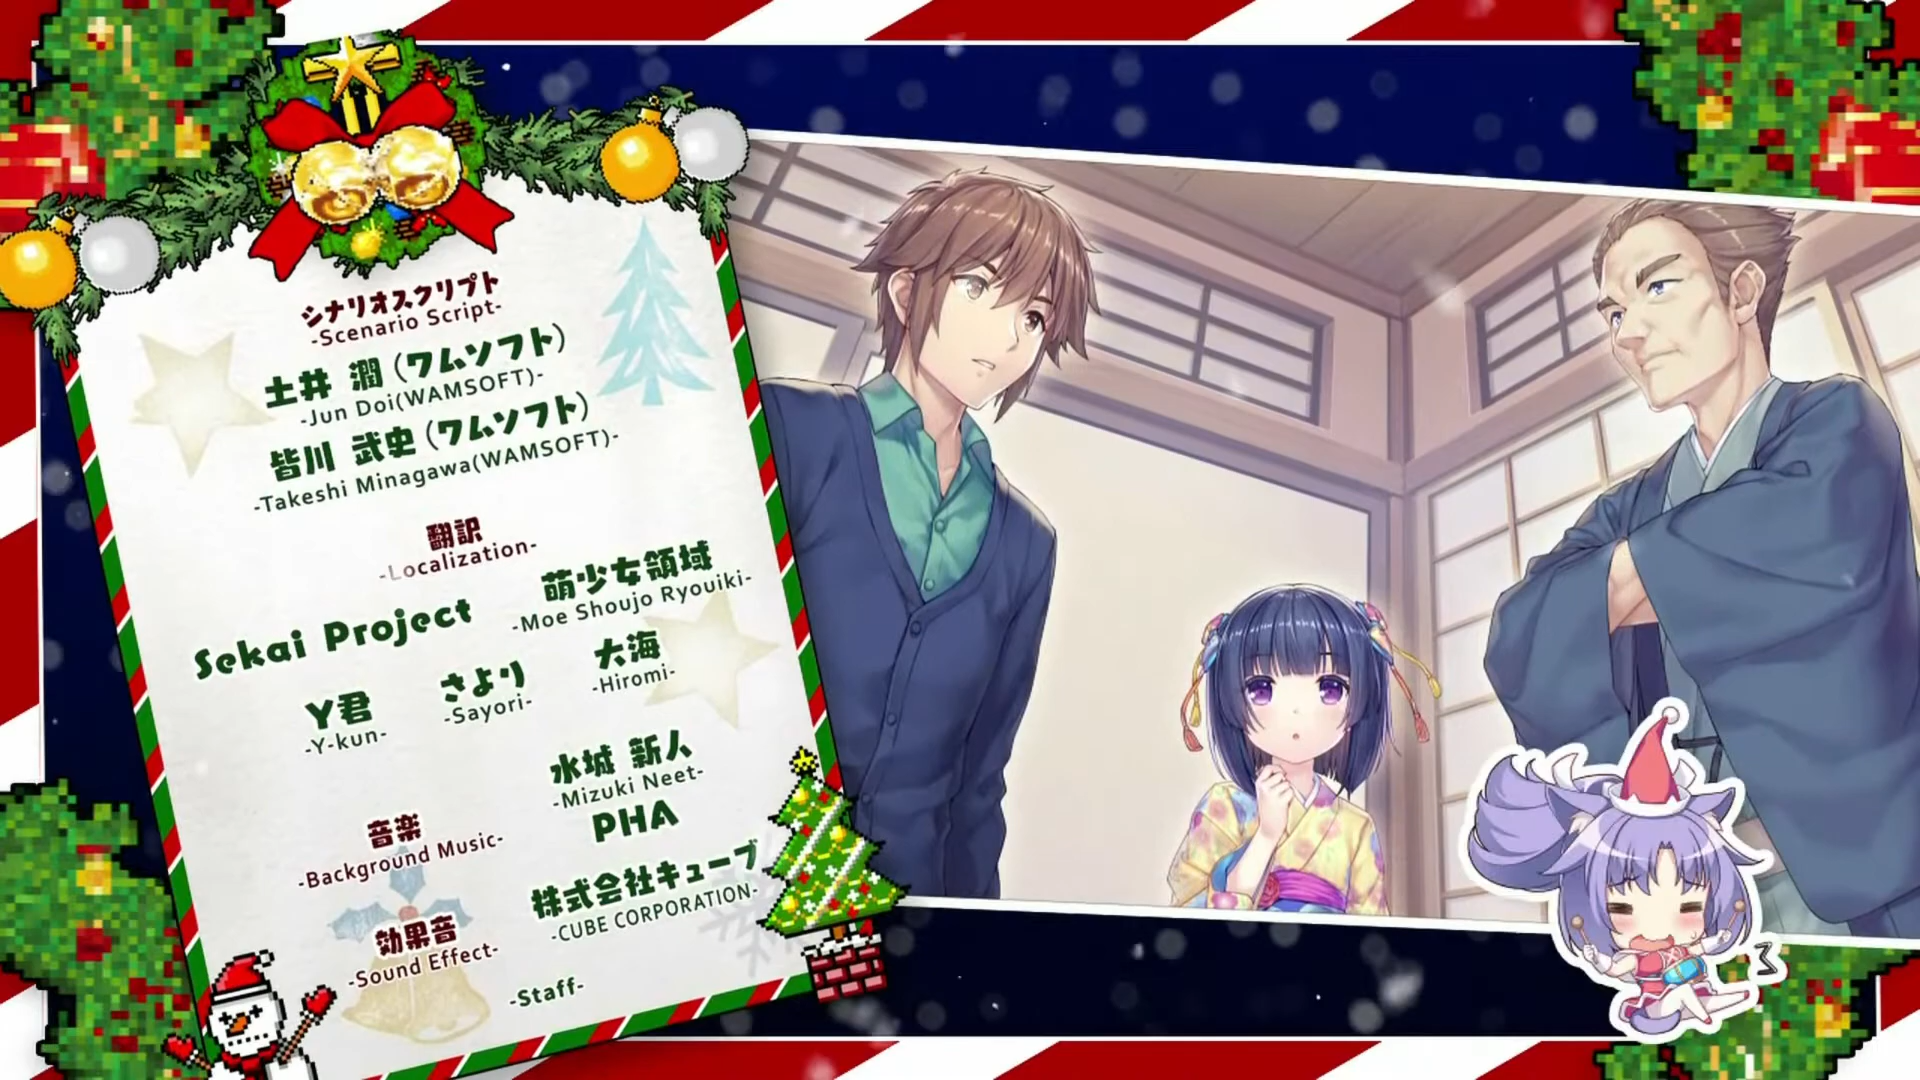 シナリオスクリプト
-Scenario Script-
土井 潤 (ワムソフト)
-Jun Doi(WAMSOFT)-
皆川 武史 (ワムソフト)
-Takeshi Minagawa(WAMSOFT)-
翻訳
-Localization-
Sekai Project
萌少女領域
-Moe Shoujo Ryouiki-
Y君
-Y-kun-
さより
-Sayori-
大海
-Hiromi-
音楽
-Background Music-
水城 新人
-Mizuki Neet-
PHA
効果音
-Sound Effect-
株式会社キューブ
-CUBE CORPORATION-
-Staff-